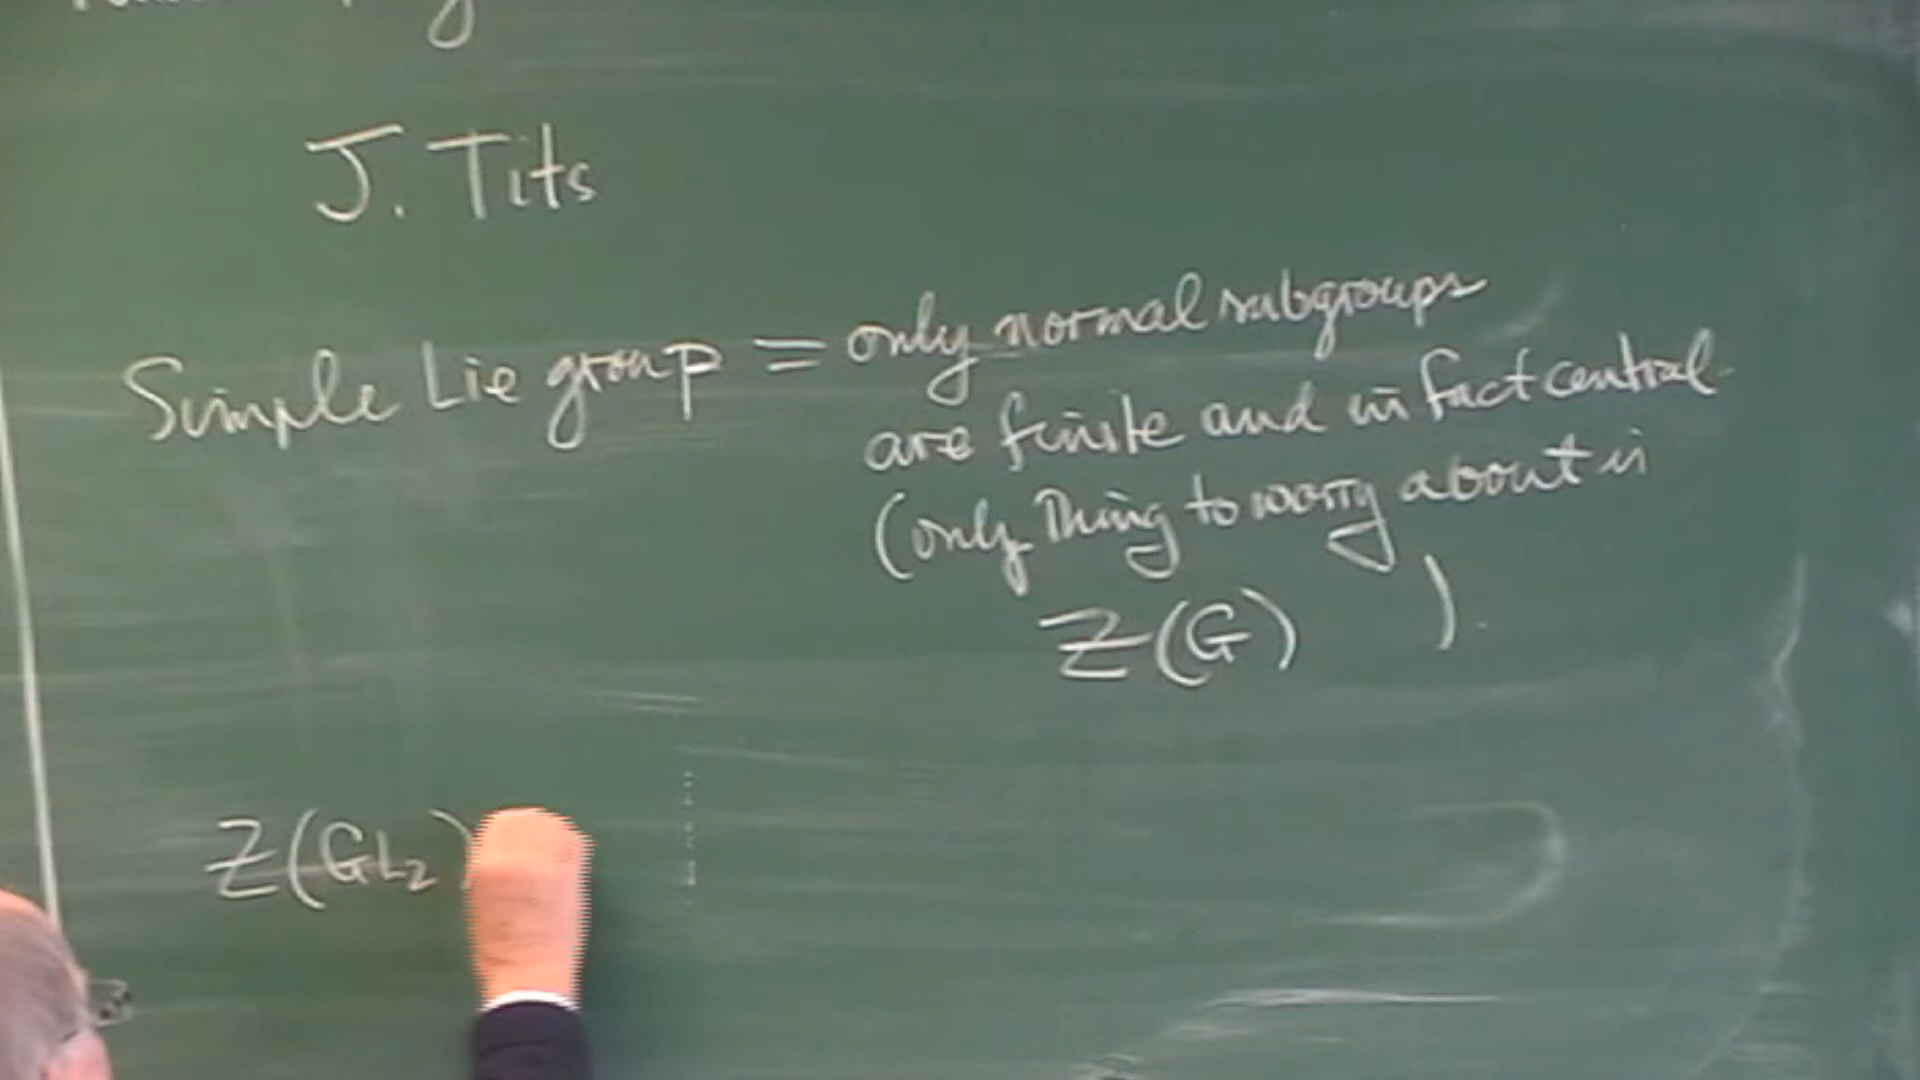 J. Tits
Simple Lie group = only normal subgroups
are finite and in fact central.
(only thing to worry about is
Z(G) ).
Z(GL₂)